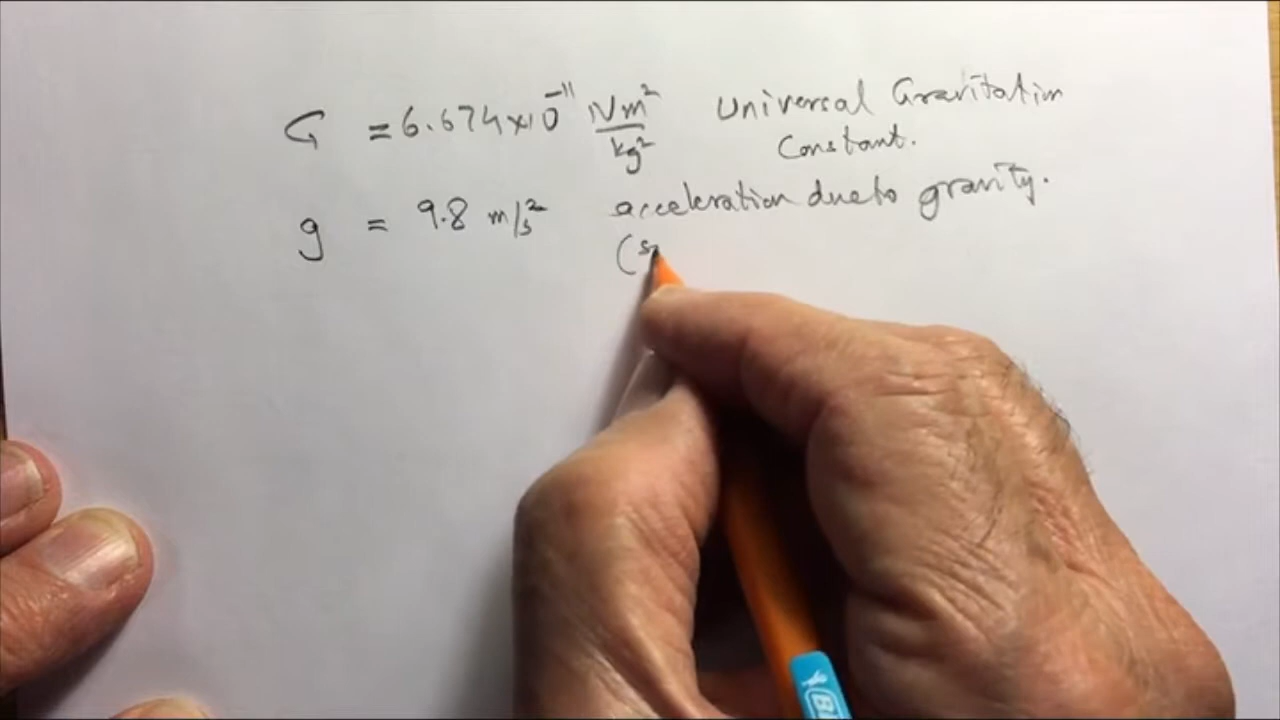 G = 6.674×10⁻¹¹ Nm²/kg² Universal Gravitation
Constant.
g = 9.8 m/s² acceleration due to gravity.
(s